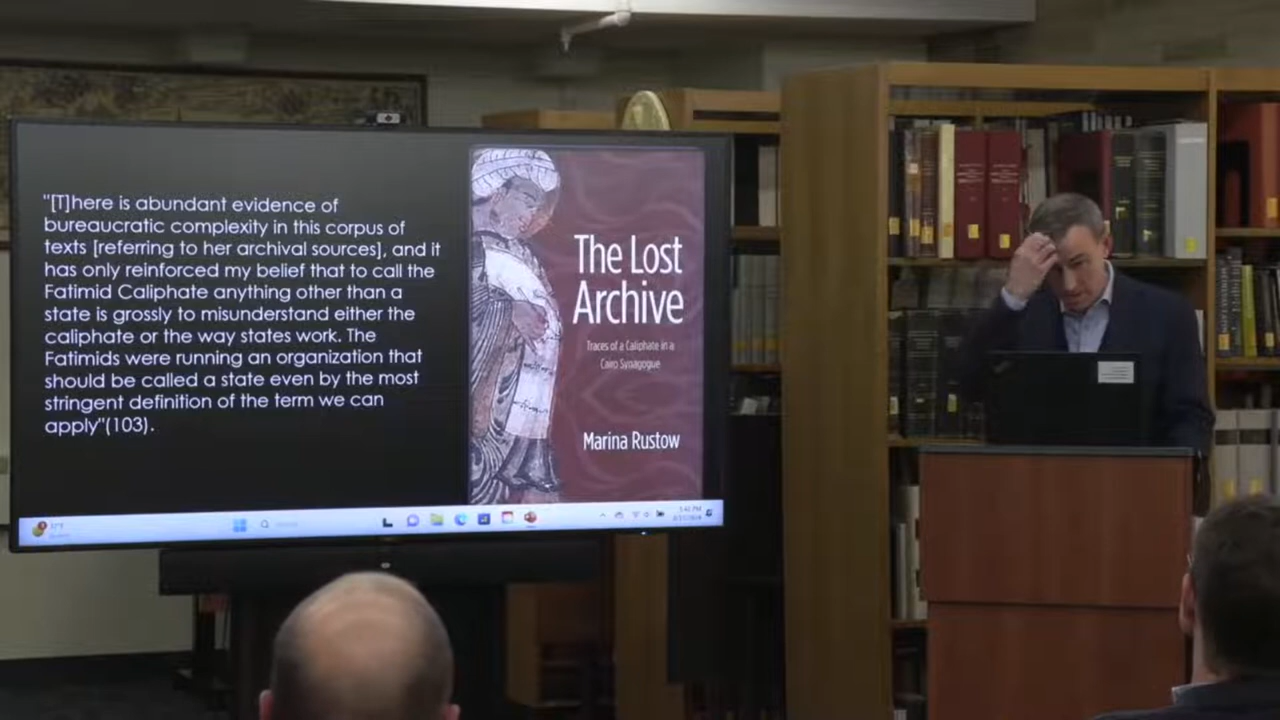 "[T]here is abundant evidence of
bureaucratic complexity in this corpus of
texts [referring to her archival sources], and it
has only reinforced my belief that to call the
Fatimid Caliphate anything other than a
state is grossly to misunderstand either the
caliphate or the way states work. The
Fatimids were running an organization that
should be called a state even by the most
stringent definition of the term we can
apply"(103).
The Lost
Archive
Traces of a Caliphate in a
Cairo Synagogue
Marina Rustow